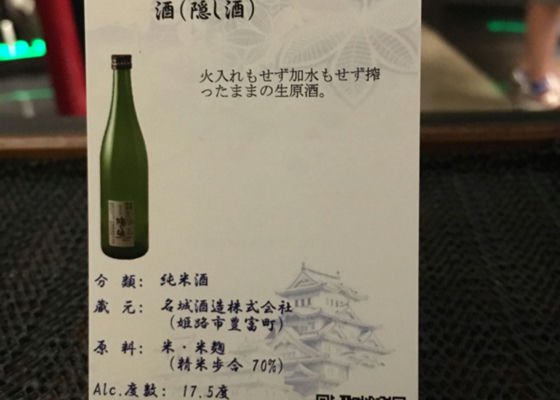 酒(隠し酒)
火入れもせず加水もせず搾
ったままの生原酒。
分 類: 純米酒
蔵 元: 名城酒造株式会社
(姫路市豊富町)
原 料: 米・米麹
(精米歩合 70%)
Alc.度数: 17.5度